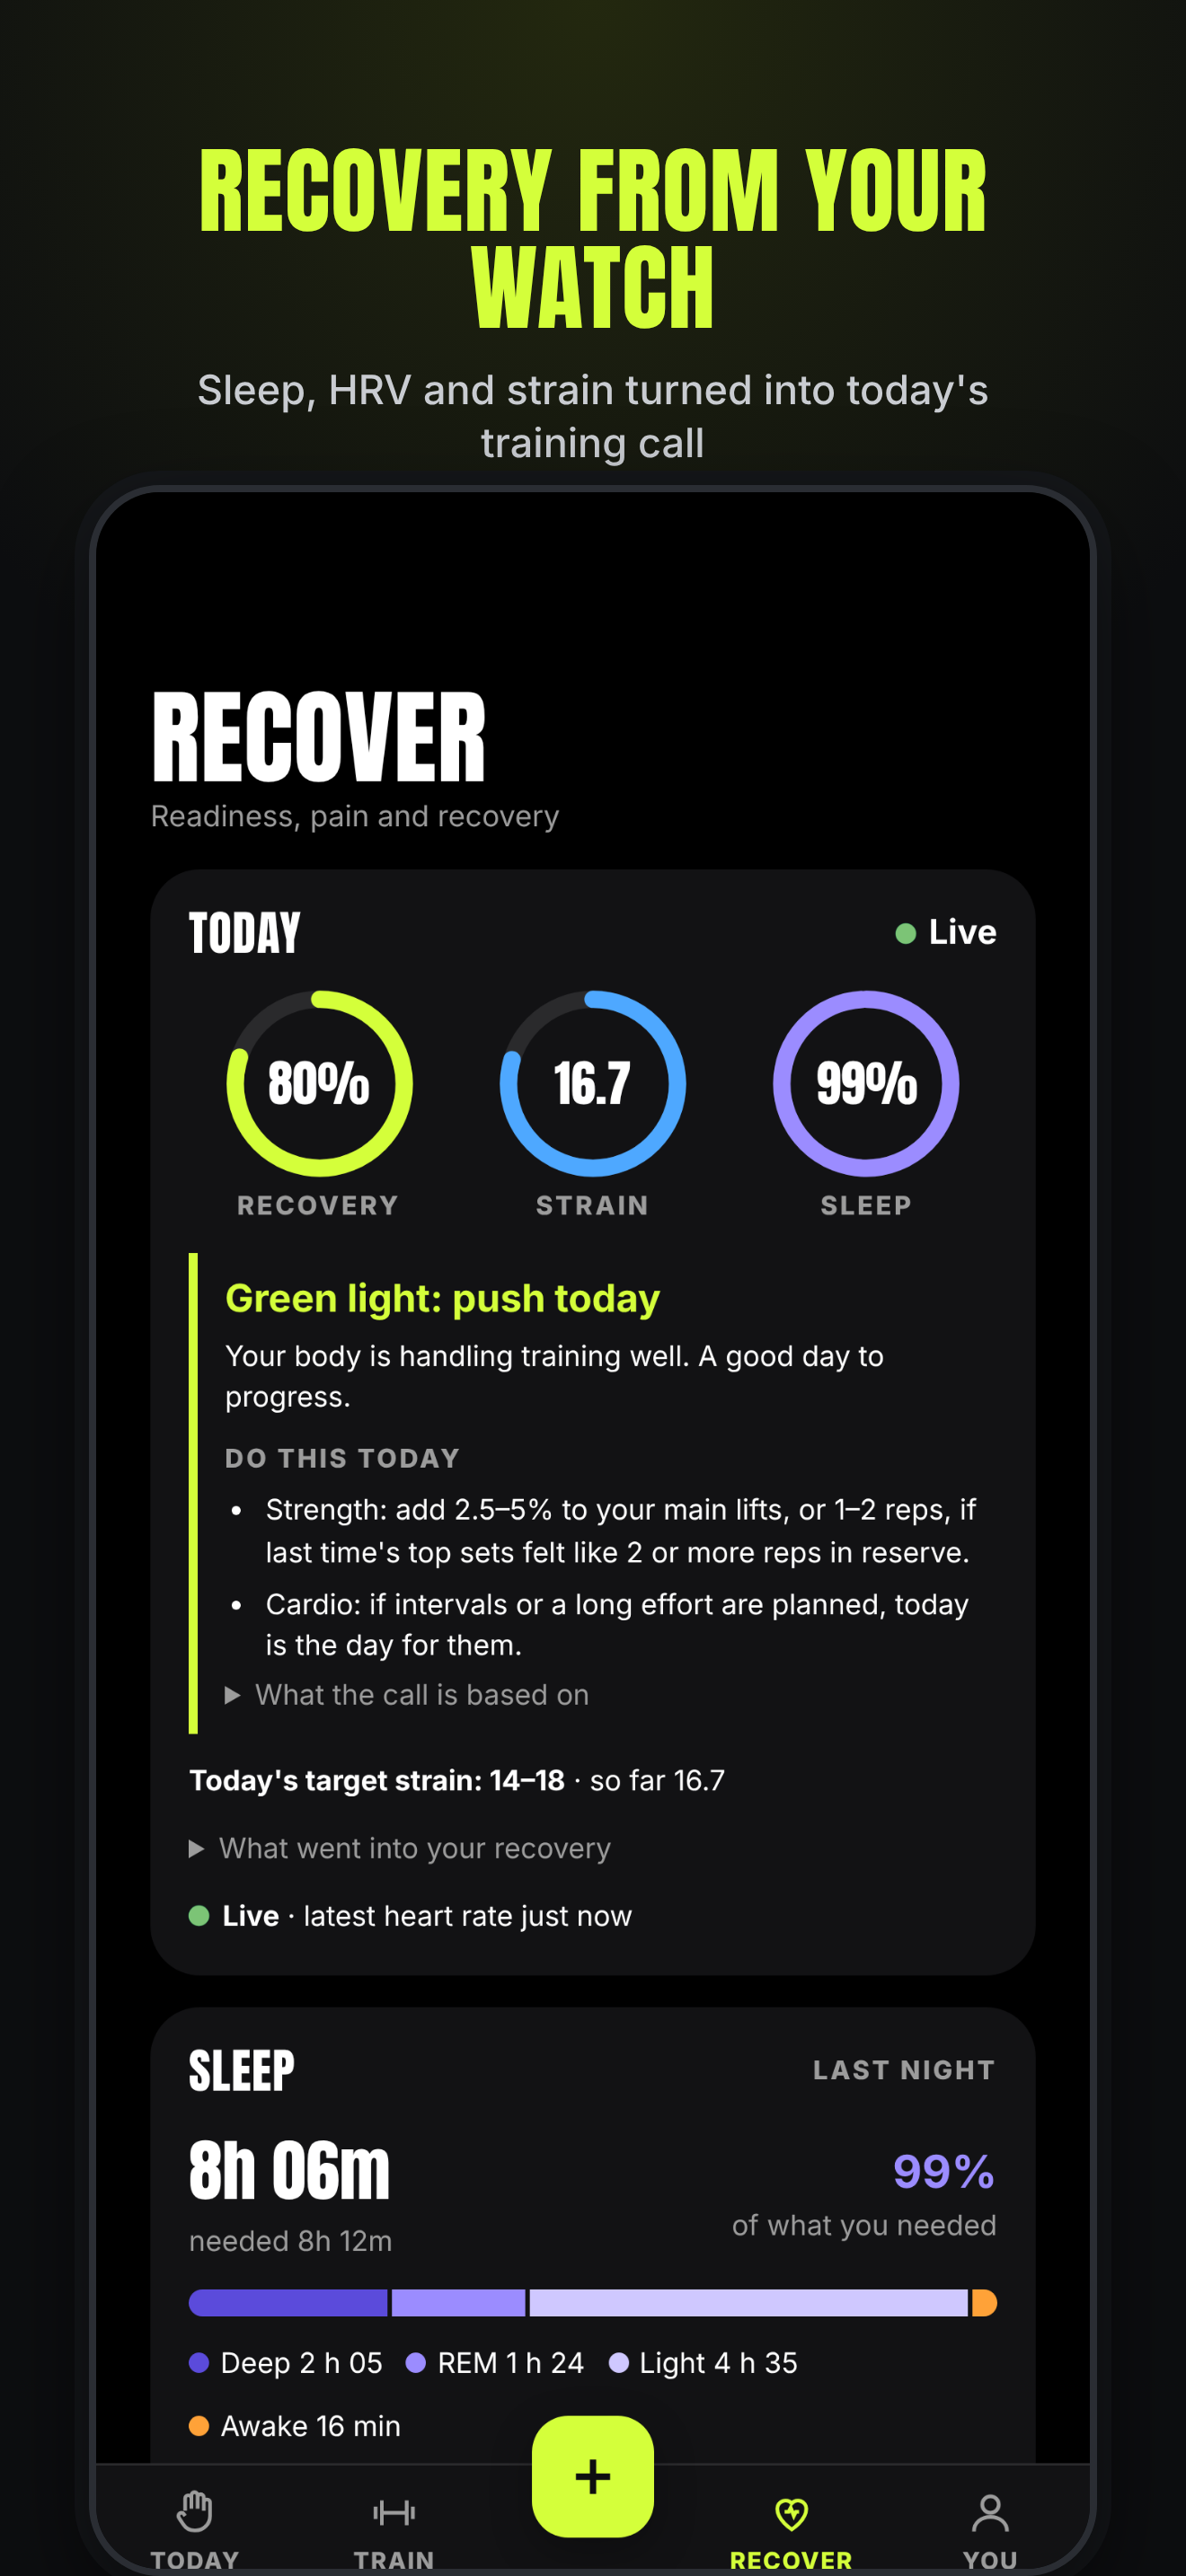 RECOVERY FROM YOUR
WATCH
Sleep, HRV and strain turned into today's
training call
RECOVER
Readiness, pain and recovery
TODAY
Live
80%
16.7
99%
RECOVERY
STRAIN
SLEEP
Green light: push today
Your body is handling training well. A good day to
progress.
DO THIS TODAY
• Strength: add 2.5–5% to your main lifts, or 1–2 reps, if
last time's top sets felt like 2 or more reps in reserve.
• Cardio: if intervals or a long effort are planned, today
is the day for them.
What the call is based on
Today's target strain: 14–18 · so far 16.7
What went into your recovery
Live · latest heart rate just now
SLEEP
LAST NIGHT
8h 06m
99%
needed 8h 12m
of what you needed
Deep 2 h 05
REM 1 h 24
Light 4 h 35
Awake 16 min
+
TODAY
TRAIN
RECOVER
YOU